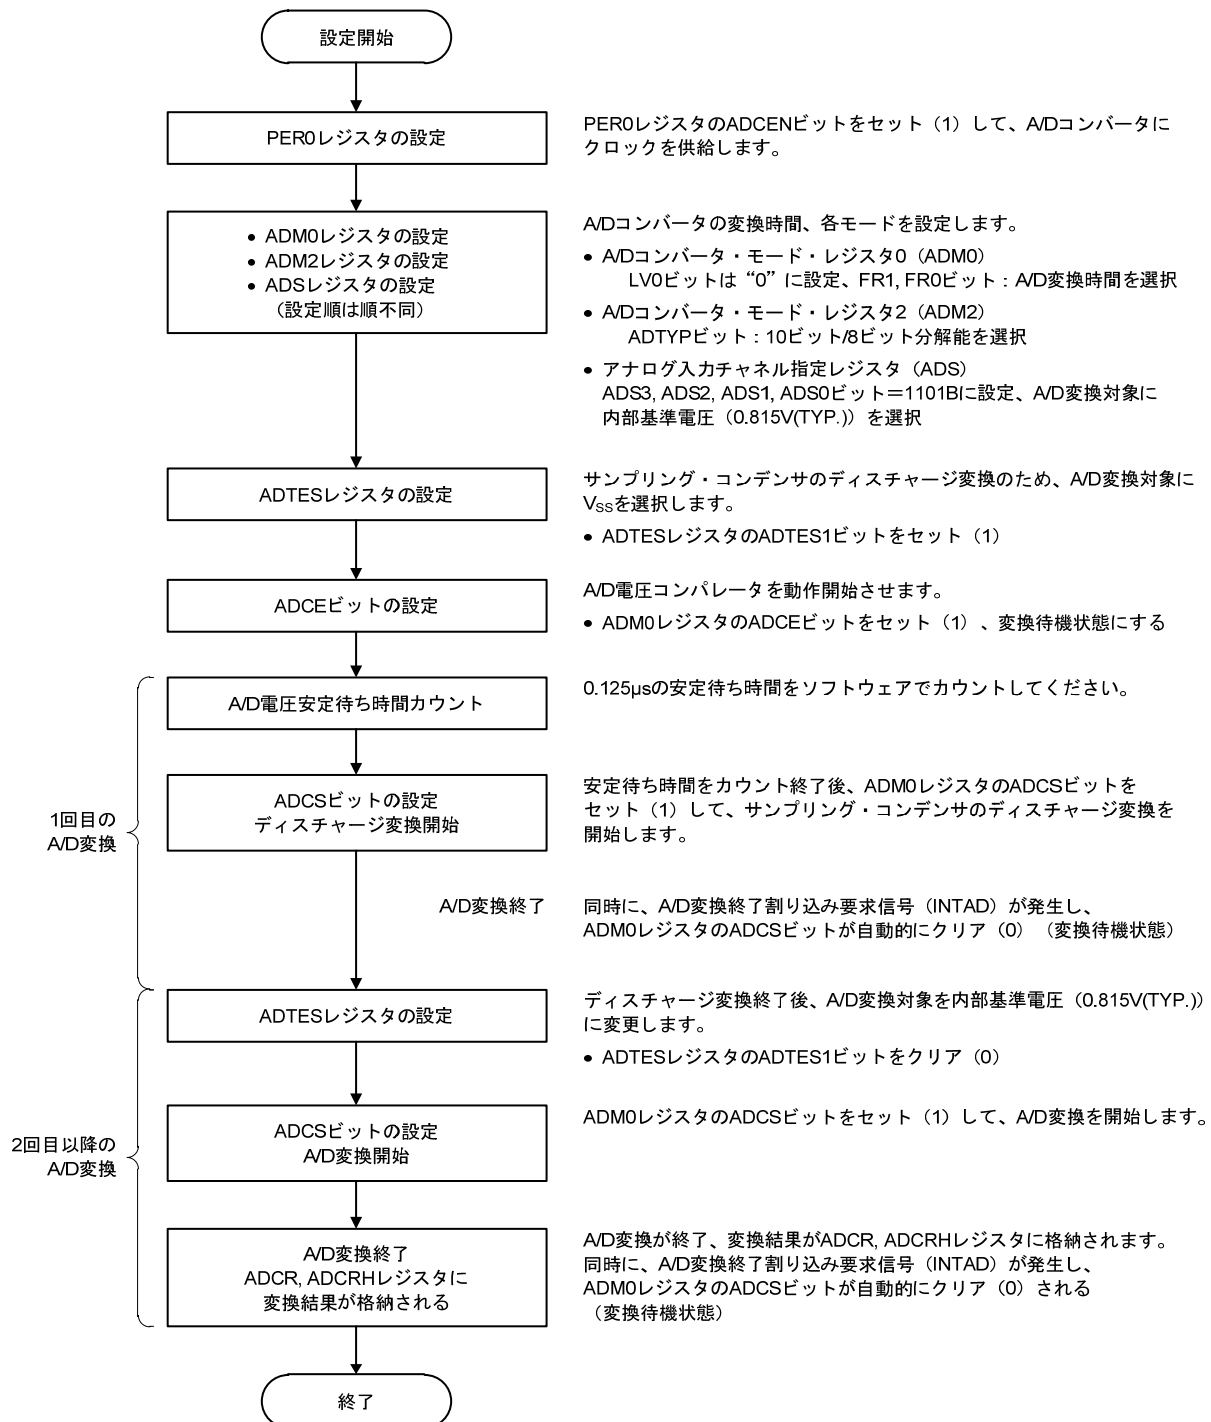 設定開始
PER0レジスタの設定
PER0レジスタのADCENビットをセット（1）して、A/Dコンバータに
クロックを供給します。
● ADM0レジスタの設定
● ADM2レジスタの設定
● ADSレジスタの設定
（設定順は順不同）
A/Dコンバータの変換時間、各モードを設定します。
● A/Dコンバータ・モード・レジスタ0（ADM0）
LV0ビットは“0”に設定、FR1, FR0ビット：A/D変換時間を選択
● A/Dコンバータ・モード・レジスタ2（ADM2）
ADTYPビット：10ビット/8ビット分解能を選択
● アナログ入力チャネル指定レジスタ（ADS）
ADS3, ADS2, ADS1, ADS0ビット＝1101Bに設定、A/D変換対象に
内部基準電圧（0.815V(TYP.)）を選択
ADTESレジスタの設定
サンプリング・コンデンサのディスチャージ変換のため、A/D変換対象に
VSSを選択します。
● ADTESレジスタのADTES1ビットをセット（1）
ADCEビットの設定
A/D電圧コンパレータを動作開始させます。
● ADM0レジスタのADCEビットをセット（1）、変換待機状態にする
1回目の
A/D変換
A/D電圧安定待ち時間カウント
0.125μsの安定待ち時間をソフトウェアでカウントしてください。
ADCSビットの設定
ディスチャージ変換開始
安定待ち時間をカウント終了後、ADM0レジスタのADCSビットを
セット（1）して、サンプリング・コンデンサのディスチャージ変換を
開始します。
A/D変換終了
同時に、A/D変換終了割り込み要求信号（INTAD）が発生し、
ADM0レジスタのADCSビットが自動的にクリア（0）（変換待機状態）
2回目以降の
A/D変換
ADTESレジスタの設定
ディスチャージ変換終了後、A/D変換対象を内部基準電圧（0.815V(TYP.)）
に変更します。
● ADTESレジスタのADTES1ビットをクリア（0）
ADCSビットの設定
A/D変換開始
ADM0レジスタのADCSビットをセット（1）して、A/D変換を開始します。
A/D変換終了
ADCR, ADCRHレジスタに
変換結果が格納される
A/D変換が終了、変換結果がADCR, ADCRHレジスタに格納されます。
同時に、A/D変換終了割り込み要求信号（INTAD）が発生し、
ADM0レジスタのADCSビットが自動的にクリア（0）される
（変換待機状態）
終了